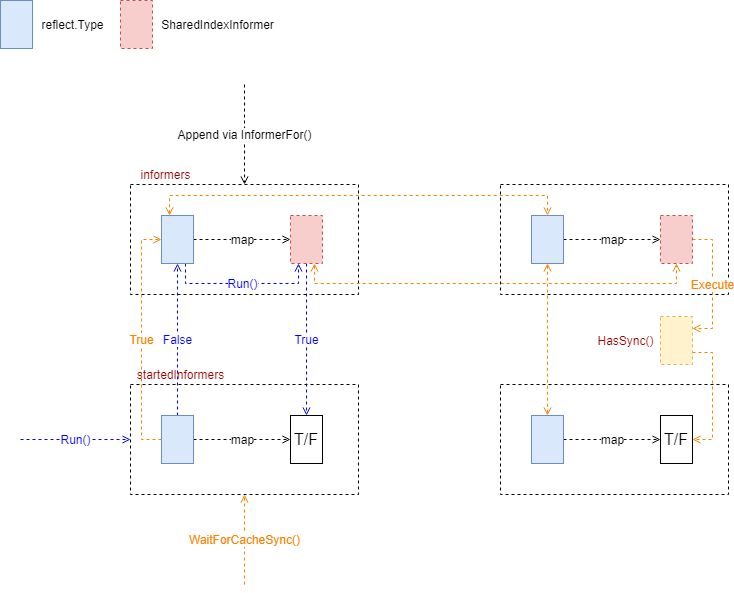 reflect.Type
SharedIndexInformer
Append via InformerFor()
informers
map
map
Run()
Execute
True
False
True
HasSync()
startedInformers
Run()
map
T/F
map
T/F
WaitForCacheSync()